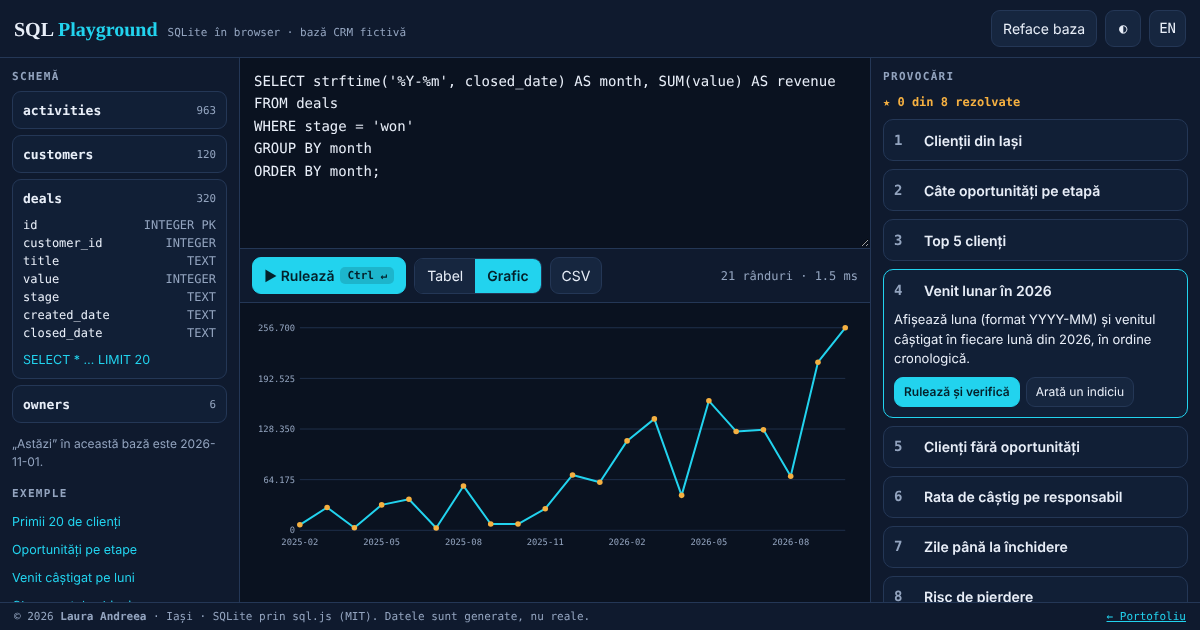 SQL Playground SQLite în browser · bază CRM fictivă
Reface baza
◐
EN
SCHEMĂ
activities 963
customers 120
deals 320
id INTEGER PK
customer_id INTEGER
title TEXT
value INTEGER
stage TEXT
created_date TEXT
closed_date TEXT
SELECT * … LIMIT 20
owners 6
„Astăzi” în această bază este 2026-
11-01.
EXEMPLE
Primii 20 de clienți
Oportunități pe etape
Venit câștigat pe luni
SELECT strftime('%Y-%m', closed_date) AS month, SUM(value) AS revenue
FROM deals
WHERE stage = 'won'
GROUP BY month
ORDER BY month;
▶ Rulează Ctrl ↵
Tabel
Grafic
CSV
21 rânduri · 1.5 ms
256.700
192.525
128.350
64.175
0
2025-02 2025-05 2025-08 2025-11 2026-02 2026-05 2026-08
PROVOCĂRI
★ 0 din 8 rezolvate
1 Clienții din Iași
2 Câte oportunități pe etapă
3 Top 5 clienți
4 Venit lunar în 2026
Afișează luna (format YYYY-MM) și venitul
câștigat în fiecare lună din 2026, în ordine
cronologică.
Rulează și verifică
Arată un indiciu
5 Clienți fără oportunități
6 Rata de câștig pe responsabil
7 Zile până la închidere
8 Risc de pierdere
© 2026 Laura Andreea · Iași · SQLite prin sql.js (MIT). Datele sunt generate, nu reale.
← Portofoliu